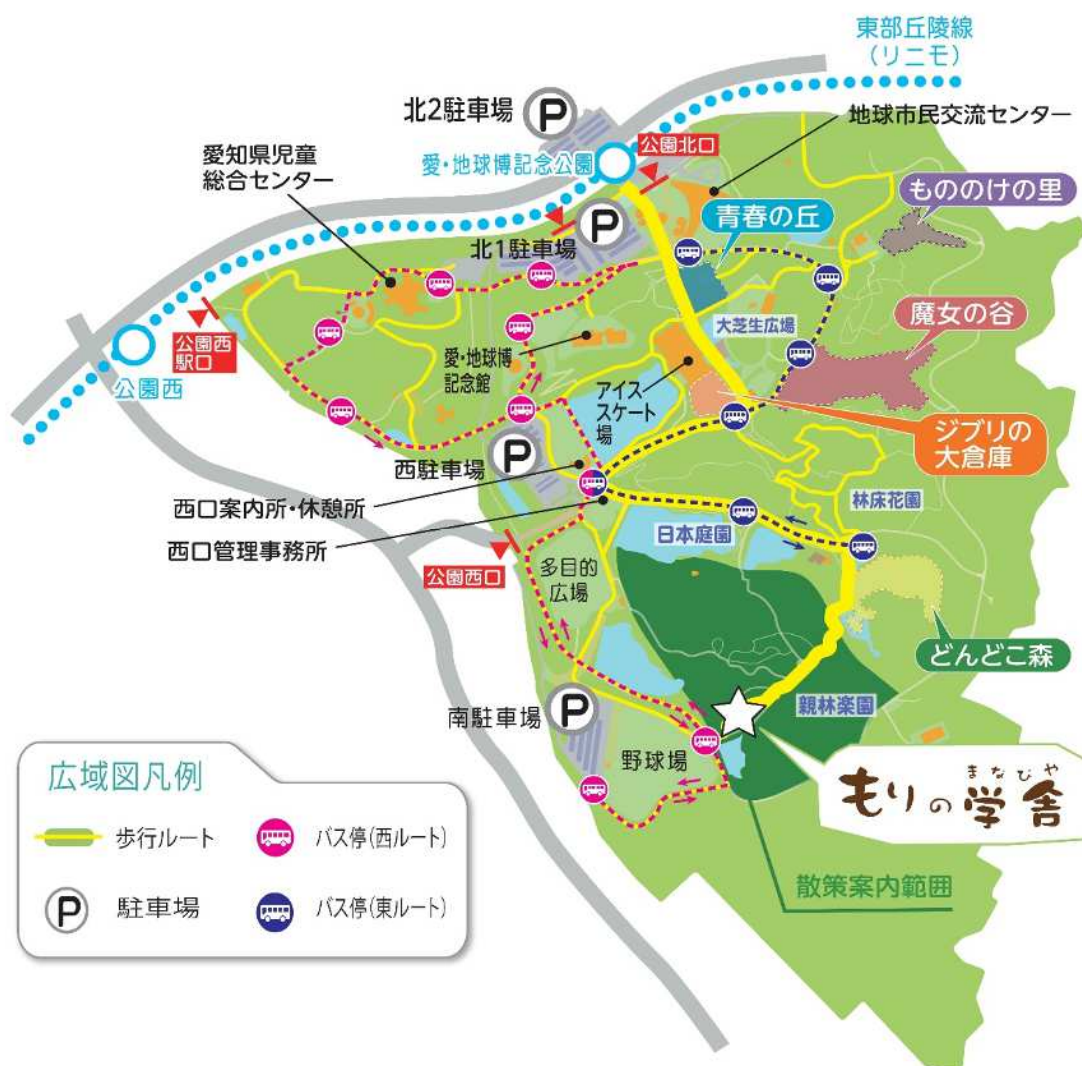 東部丘陵線
(リニモ)
北2駐車場
P
地球市民交流センター
公園北口
愛知県児童
総合センター
愛・地球博記念公園
もののけの里
青春の丘
P
北1駐車場
大芝生広場
魔女の谷
公園西
駅口
公園西
愛・地球博
記念館
アイス
スケート
場
ジブリの
大倉庫
西駐車場
P
西口案内所・休憩所
林床花園
日本庭園
西口管理事務所
公園西口
多目的
広場
どんどこ森
南駐車場
P
親林楽園
野球場
まなびや
もりの学舎
散策案内範囲
広域図凡例
歩行ルート
バス停(西ルート)
P
駐車場
バス停(東ルート)